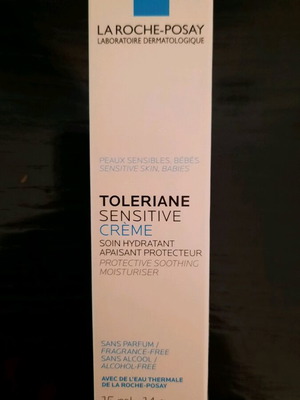 LA ROCHE-POSAY
LABORATOIRE DERMATOLOGIQUE
PEAUX SENSIBLES, BÉBÉS
SENSITIVE SKIN, BABIES
TOLERIANE
SENSITIVE
CRÈME
SOIN HYDRATANT
APAISANT PROTECTEUR
PROTECTIVE SOOTHING
MOISTURISER
SANS PARFUM /
FRAGRANCE-FREE
SANS ALCOOL /
ALCOHOL-FREE
AVEC DE L'EAU THERMALE
DE LA ROCHE-POSAY